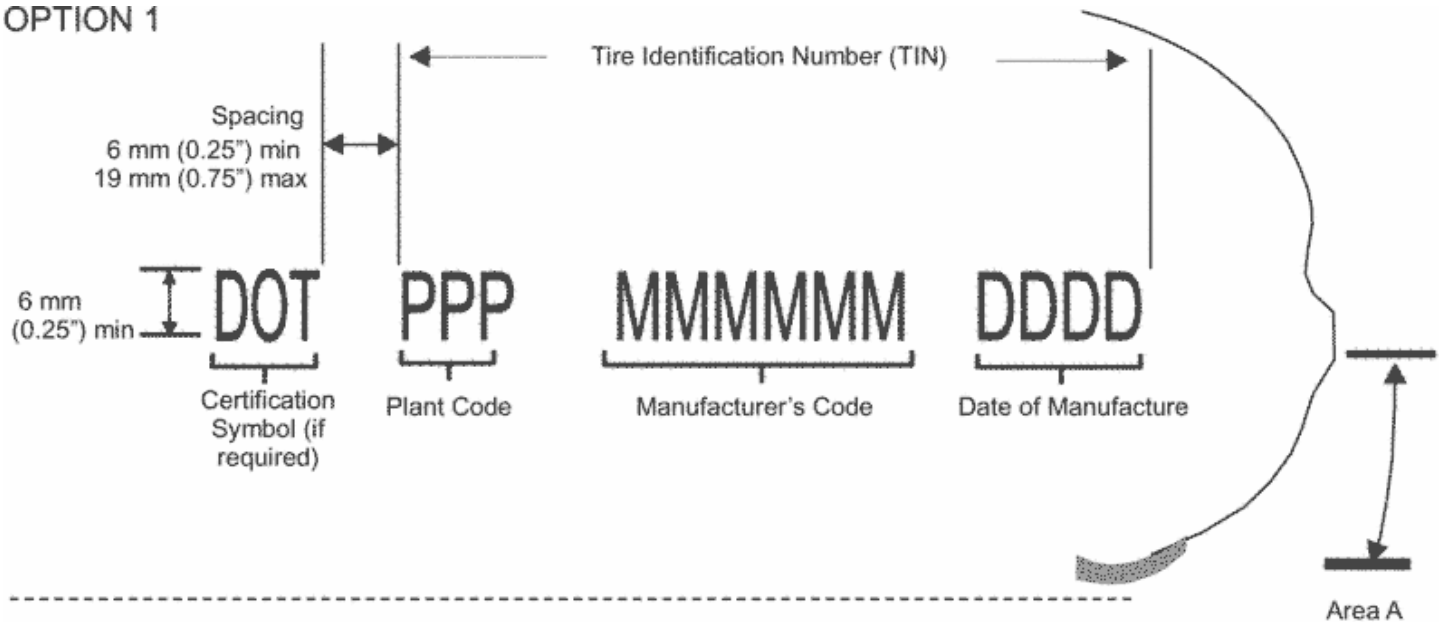 OPTION 1
Tire Identification Number (TIN)
Spacing
6 mm (0.25”) min
19 mm (0.75”) max
6 mm
(0.25”) min
DOT PPP MMMMMM DDDD
Certification
Symbol (if
required)
Plant Code
Manufacturer’s Code
Date of Manufacture
Area A